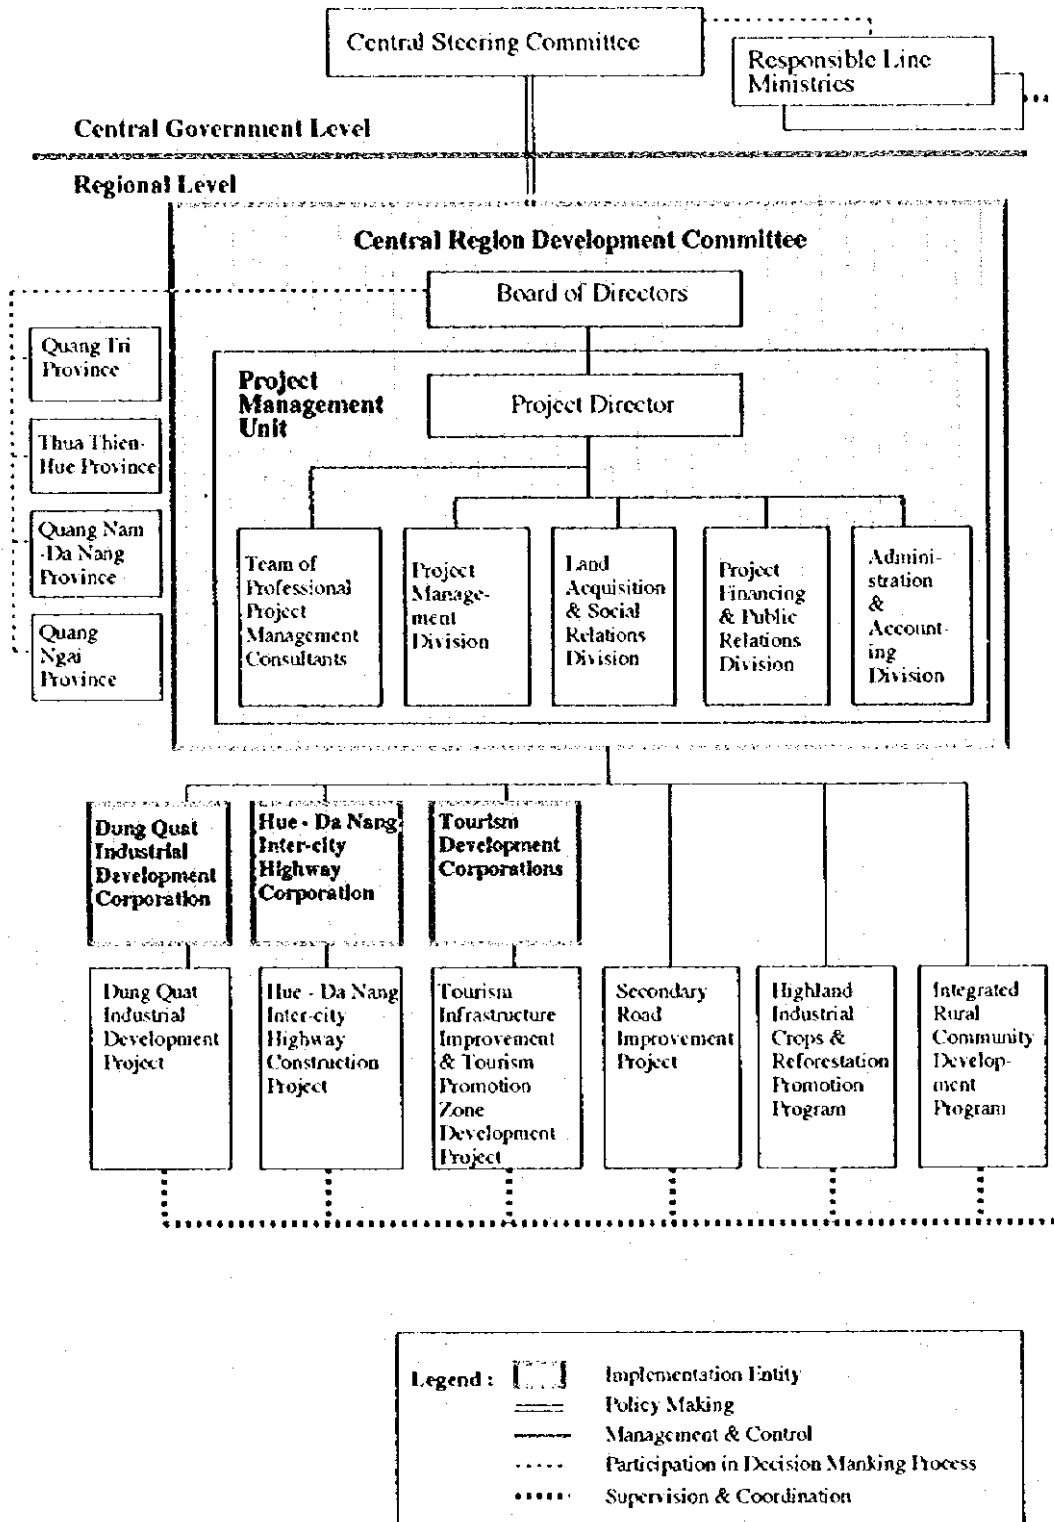 Central Steering Committee
Responsible Line
Ministries
Central Government Level
Regional Level
Central Region Development Committee
Board of Directors
Quang Tri
Province
Thua Thien-
Hue Province
Quang Nam
-Da Nang
Province
Quang
Ngai
Province
Project
Management
Unit
Project Director
Team of
Professional
Project
Management
Consultants
Project
Manage-
ment
Division
Land
Acquisition
& Social
Relations
Division
Project
Financing
& Public
Relations
Division
Admini-
stration
&
Account-
ing
Division
Dung Quat
Industrial
Development
Corporation
Hue - Da Nang
Inter-city
Highway
Corporation
Tourism
Development
Corporations
Dung Quat
Industrial
Development
Project
Hue - Da Nang
Inter-city
Highway
Construction
Project
Tourism
Infrastructure
Improvement
& Tourism
Promotion
Zone
Development
Project
Secondary
Road
Improvement
Project
Highland
Industrial
Crops &
Reforestation
Promotion
Program
Integrated
Rural
Community
Develop-
ment
Program
Legend :
Implementation Entity
Policy Making
Management & Control
Participation in Decision Manking Process
Supervision & Coordination